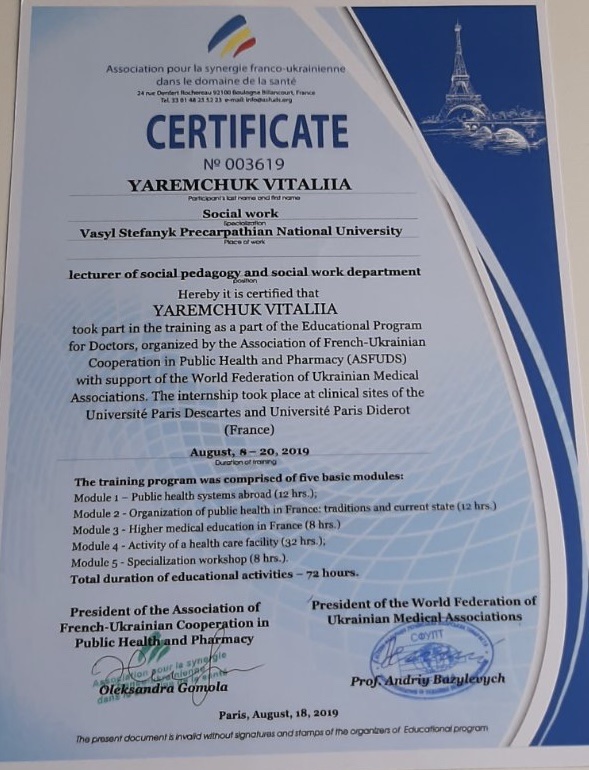 Association pour la synergie franco-ukrainienne
dans le domaine de la santé
24 rue Denfert Rochereau 92100 Boulogne Billancourt, France
CERTIFICATE
№ 003619
YAREMCHUK VITALIIA
Participant's last name and first name
Social work
Specialization
Vasyl Stefanyk Precarpathian National University
Place of work
lecturer of social pedagogy and social work department
position
Hereby it is certified that
YAREMCHUK VITALIIA
took part in the training as a part of the Educational Program
for Doctors, organized by the Association of French-Ukrainian
Cooperation in Public Health and Pharmacy (ASFUDS)
with support of the World Federation of Ukrainian Medical
Associations. The internship took place at clinical sites of the
Université Paris Descartes and Université Paris Diderot
(France)
August, 8 – 20, 2019
Duration of training
The training program was comprised of five basic modules:
Module 1 – Public health systems abroad (12 hrs.);
Module 2 - Organization of public health in France: traditions and current state (12 hrs.)
Module 3 - Higher medical education in France (8 hrs.)
Module 4 - Activity of a health care facility (32 hrs.);
Module 5 - Specialization workshop (8 hrs.).
Total duration of educational activities – 72 hours.
President of the Association of
French-Ukrainian Cooperation in
Public Health and Pharmacy
Association pour la synergie
Oleksandra Gomola
President of the World Federation of
Ukrainian Medical Associations
СФУЛТ
Prof. Andriy Bazylevych
Paris, August, 18, 2019
The present document is invalid without signatures and stamps of the organizers of Educational program